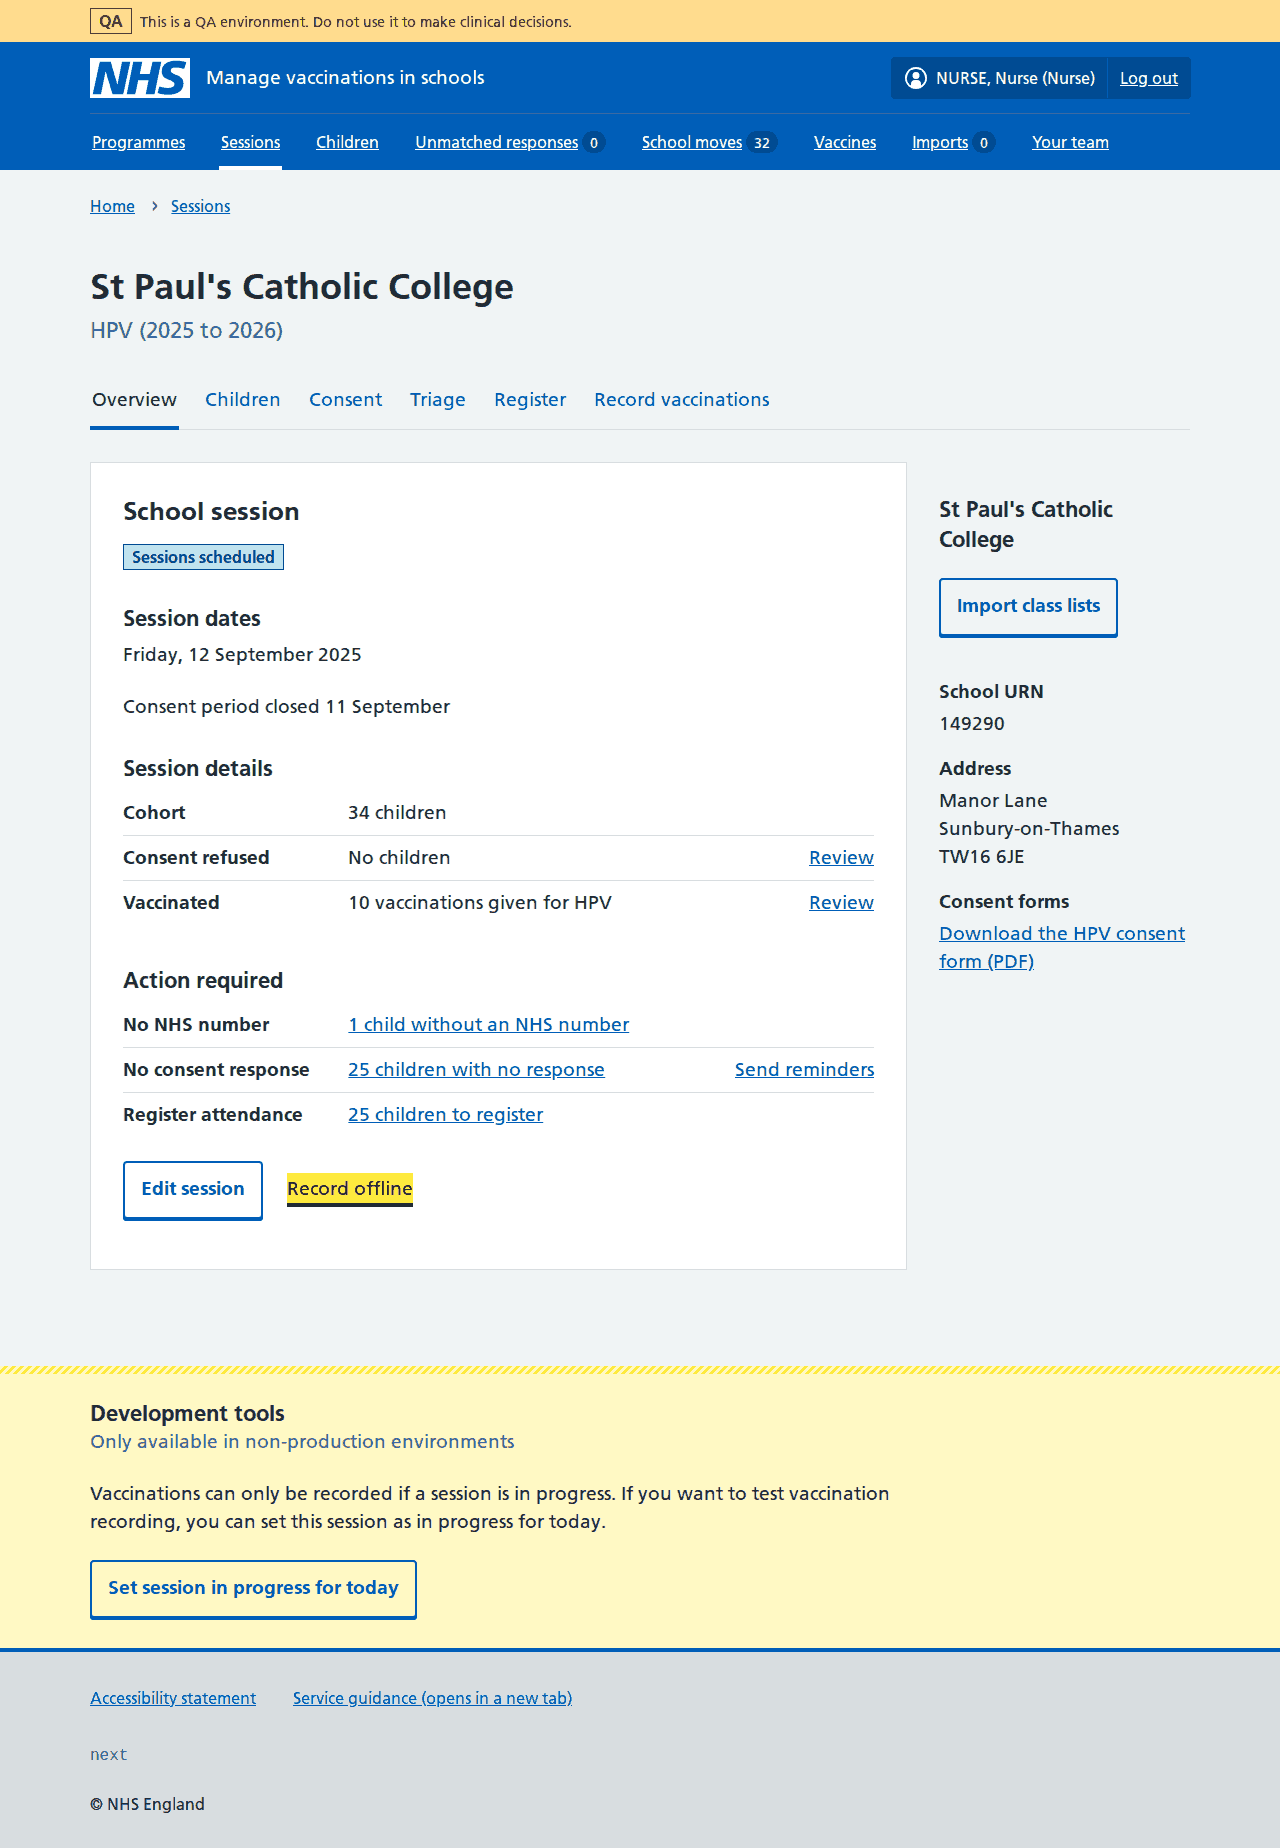 QA This is a QA environment. Do not use it to make clinical decisions.
NHS Manage vaccinations in schools NURSE, Nurse (Nurse) Log out
Programmes Sessions Children Unmatched responses 0 School moves 32 Vaccines Imports 0 Your team
Home › Sessions
St Paul's Catholic College
HPV (2025 to 2026)
Overview Children Consent Triage Register Record vaccinations
School session
Sessions scheduled
Session dates
Friday, 12 September 2025
Consent period closed 11 September
Session details
Cohort 34 children
Consent refused No children Review
Vaccinated 10 vaccinations given for HPV Review
Action required
No NHS number 1 child without an NHS number
No consent response 25 children with no response Send reminders
Register attendance 25 children to register
Edit session Record offline
St Paul's Catholic
College
Import class lists
School URN
149290
Address
Manor Lane
Sunbury-on-Thames
TW16 6JE
Consent forms
Download the HPV consent
form (PDF)
Development tools
Only available in non-production environments
Vaccinations can only be recorded if a session is in progress. If you want to test vaccination
recording, you can set this session as in progress for today.
Set session in progress for today
Accessibility statement Service guidance (opens in a new tab)
next
© NHS England